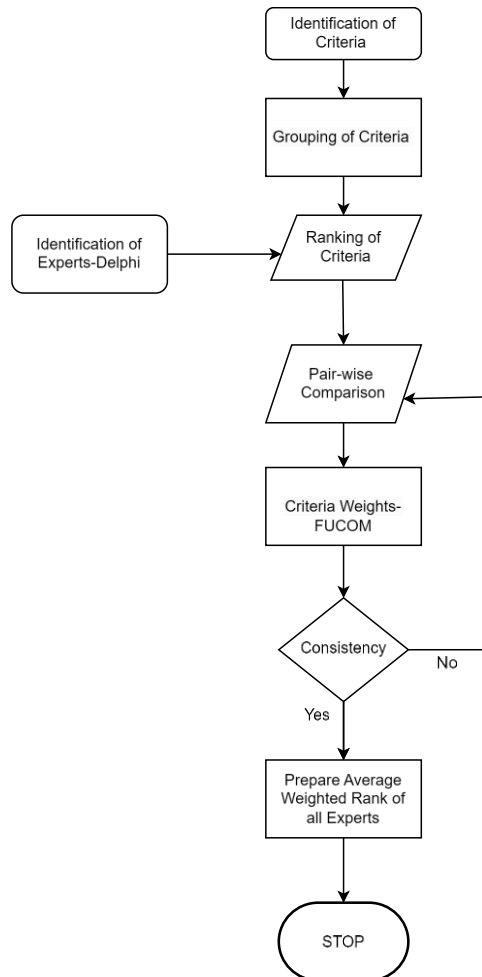 Identification of
Criteria
Grouping of Criteria
Identification of
Experts-Delphi
Ranking of
Criteria
Pair-wise
Comparison
Criteria Weights-
FUCOM
Consistency
No
Yes
Prepare Average
Weighted Rank of
all Experts
STOP